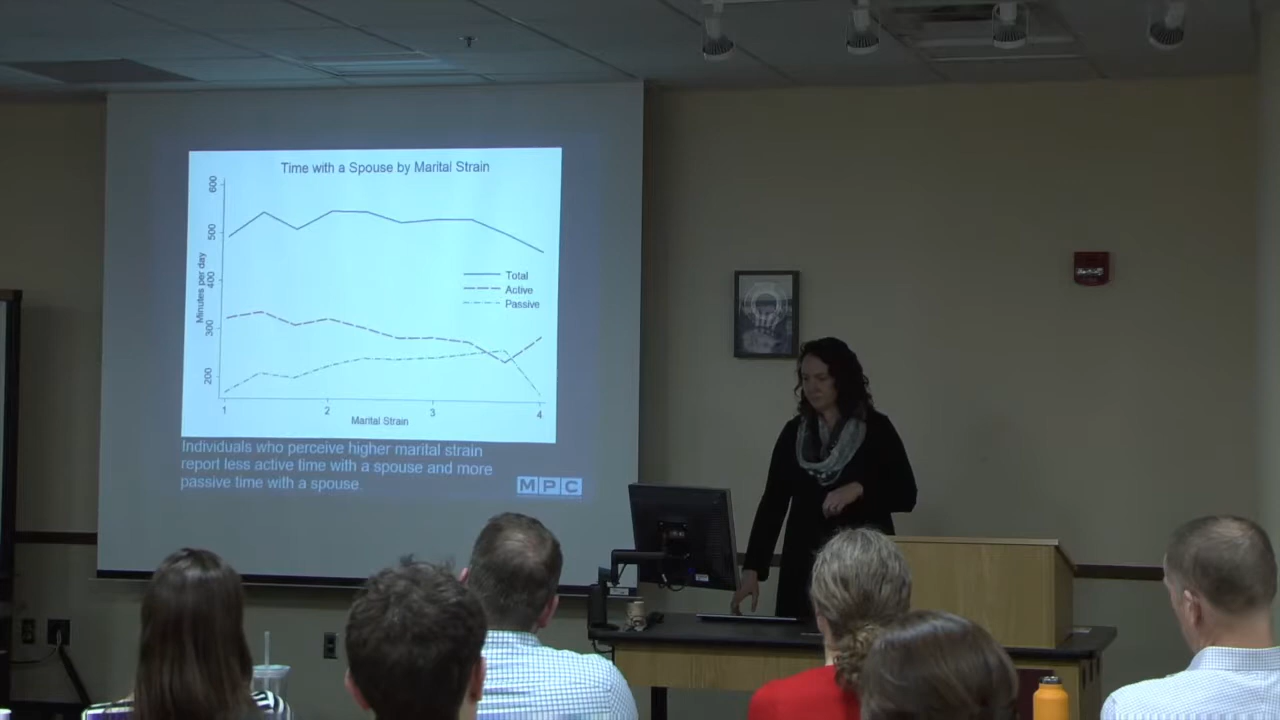 Time with a Spouse by Marital Strain
600
500
400
300
200
Minutes per day
Total
Active
Passive
1 2 3 4
Marital Strain
Individuals who perceive higher marital strain
report less active time with a spouse and more
passive time with a spouse.
MPC